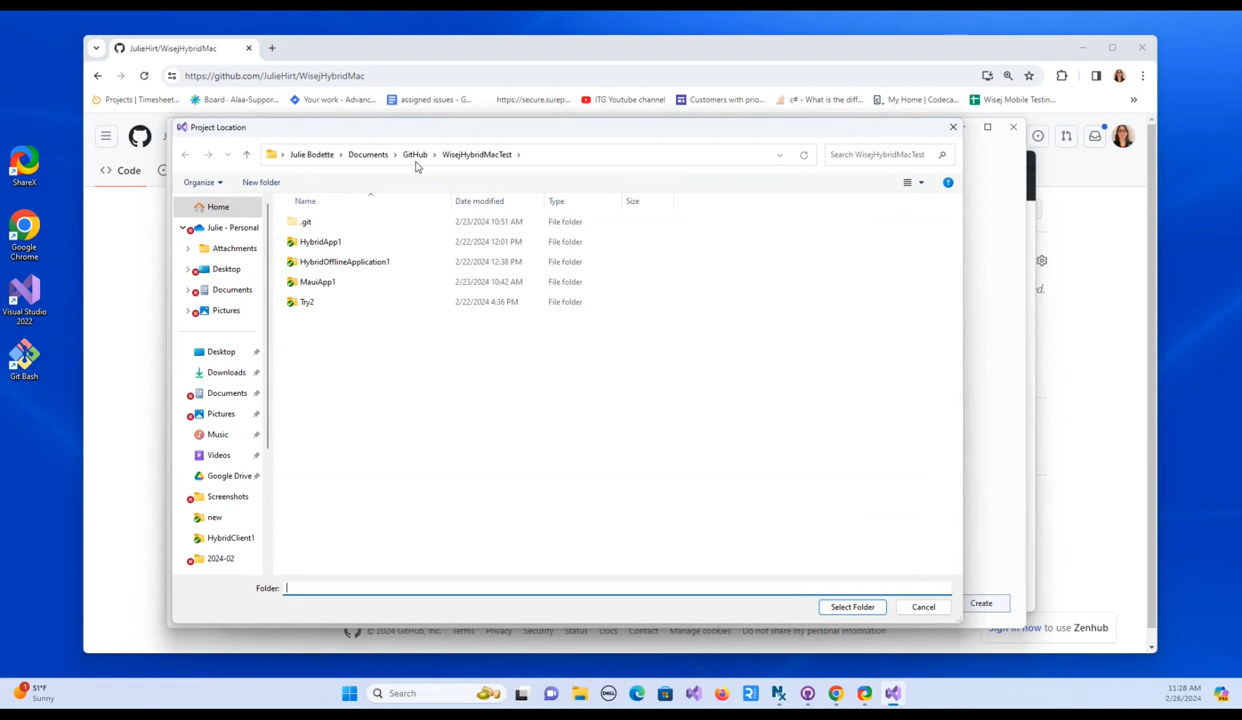 JulieHirt/WisejHybridMac
https://github.com/JulieHirt/WisejHybridMac
Projects | Timesheet...
Board · Alaa-Suppor...
Your work - Advanc...
assigned issues - G...
https://secure.surep...
ITG Youtube channel
Customers with prio...
c# - What is the diff...
My Home | Codeca...
Wisej Mobile Testin...
Code
Project Location
Julie Bodette
Documents
GitHub
WisejHybridMacTest
Search WisejHybridMacTest
Organize
New folder
Name
Date modified
Type
Size
.git
2/23/2024 10:51 AM
File folder
HybridApp1
2/22/2024 12:01 PM
File folder
HybridOfflineApplication1
2/22/2024 12:38 PM
File folder
MauiApp1
2/23/2024 10:42 AM
File folder
Try2
2/22/2024 4:36 PM
File folder
Home
Julie - Personal
Attachments
Desktop
Documents
Pictures
Desktop
Downloads
Documents
Pictures
Music
Videos
Google Drive
Screenshots
new
HybridClient1
2024-02
Folder:
Select Folder
Cancel
Create
d.
© 2024 GitHub, Inc.
Terms
Privacy
Security
Status
Docs
Contact
Manage cookies
Do not share my personal information
Sign in now to use Zenhub
ShareX
Google
Chrome
Visual Studio
2022
Git Bash
51°F
Sunny
Search
DELL
11:28 AM
2/26/2024